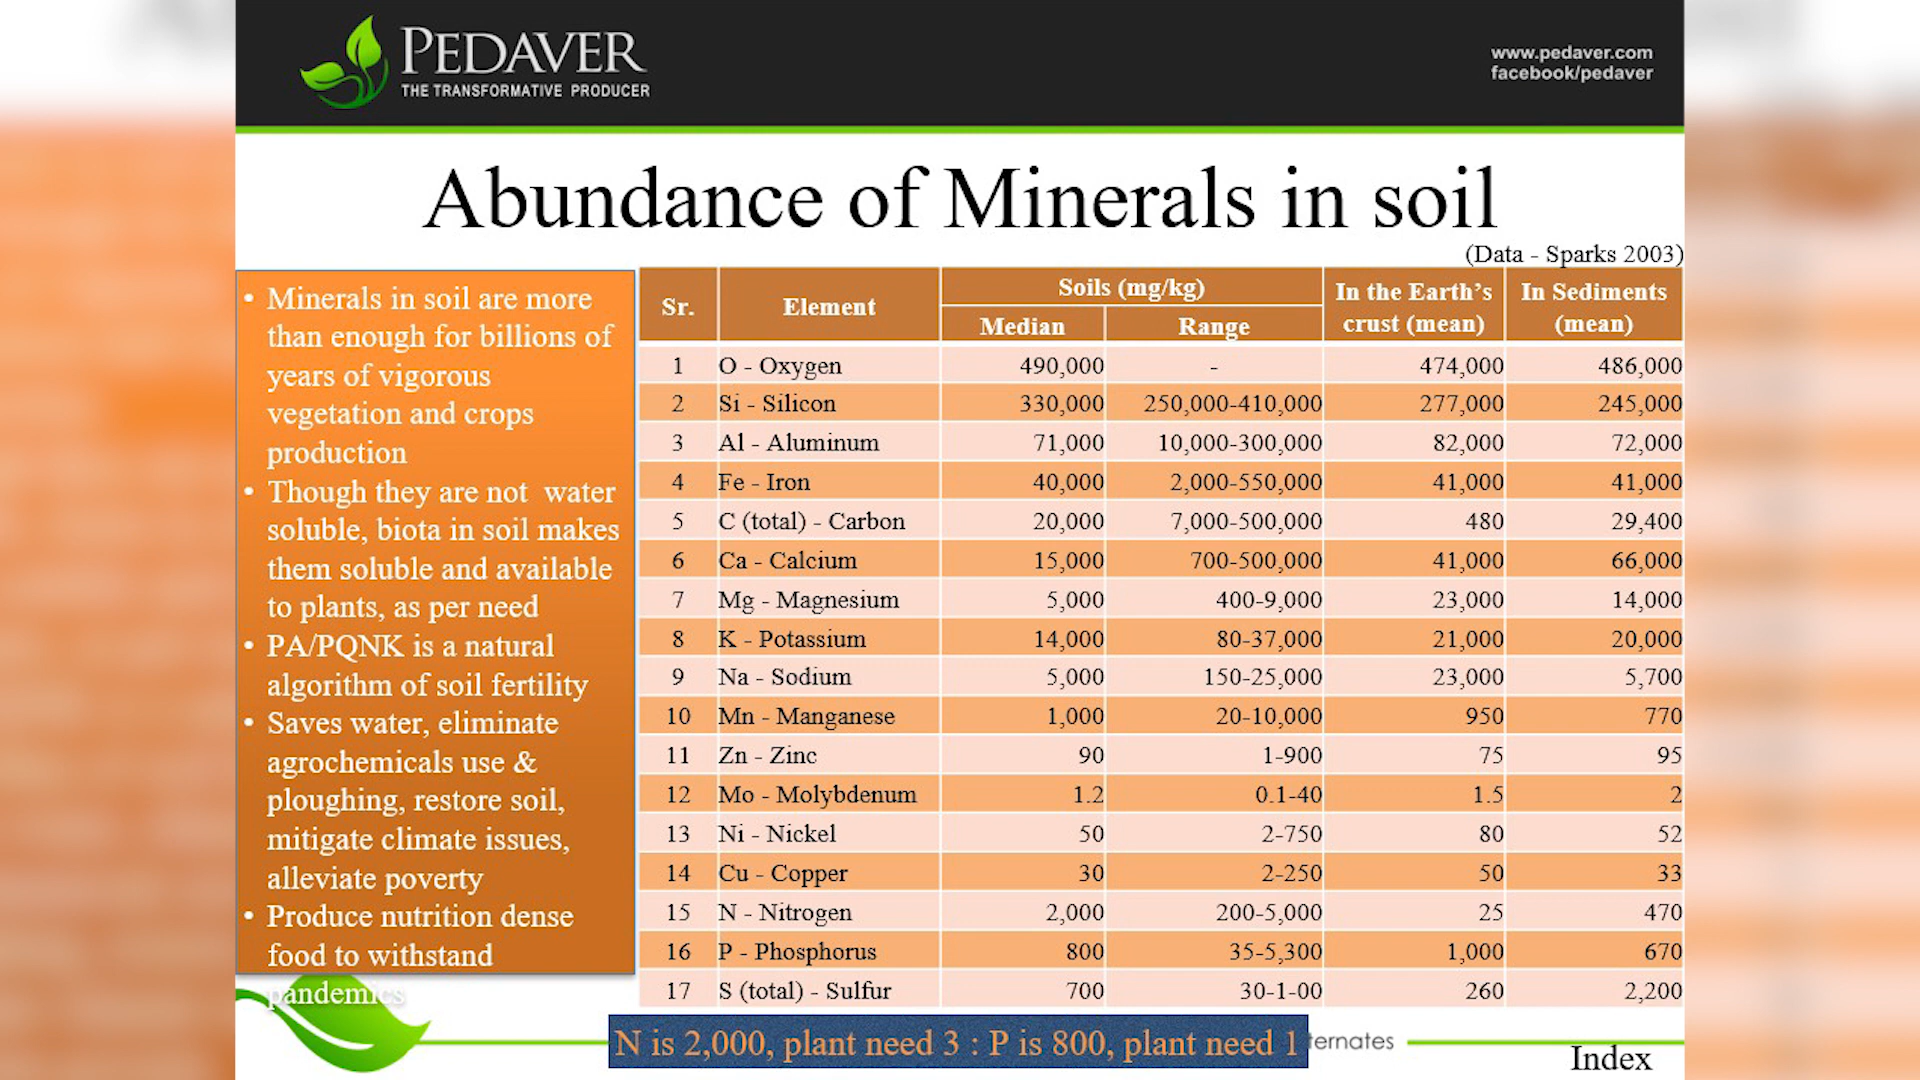 PEDAVER
THE TRANSFORMATIVE PRODUCER
www.pedaver.com
facebook/pedaver
Abundance of Minerals in soil
(Data - Sparks 2003)
• Minerals in soil are more
than enough for billions of
years of vigorous
vegetation and crops
production
• Though they are not water
soluble, biota in soil makes
them soluble and available
to plants, as per need
• PA/PQNK is a natural
algorithm of soil fertility
• Saves water, eliminate
agrochemicals use &
ploughing, restore soil,
mitigate climate issues,
alleviate poverty
• Produce nutrition dense
food to withstand
pandemics
Sr. Element Soils (mg/kg) In the Earth's crust (mean) In Sediments (mean)
Median Range
1 O - Oxygen 490,000 - 474,000 486,000
2 Si - Silicon 330,000 250,000-410,000 277,000 245,000
3 Al - Aluminum 71,000 10,000-300,000 82,000 72,000
4 Fe - Iron 40,000 2,000-550,000 41,000 41,000
5 C (total) - Carbon 20,000 7,000-500,000 480 29,400
6 Ca - Calcium 15,000 700-500,000 41,000 66,000
7 Mg - Magnesium 5,000 400-9,000 23,000 14,000
8 K - Potassium 14,000 80-37,000 21,000 20,000
9 Na - Sodium 5,000 150-25,000 23,000 5,700
10 Mn - Manganese 1,000 20-10,000 950 770
11 Zn - Zinc 90 1-900 75 95
12 Mo - Molybdenum 1.2 0.1-40 1.5 2
13 Ni - Nickel 50 2-750 80 52
14 Cu - Copper 30 2-250 50 33
15 N - Nitrogen 2,000 200-5,000 25 470
16 P - Phosphorus 800 35-5,300 1,000 670
17 S (total) - Sulfur 700 30-1-00 260 2,200
N is 2,000, plant need 3 : P is 800, plant need 1
ternates
Index